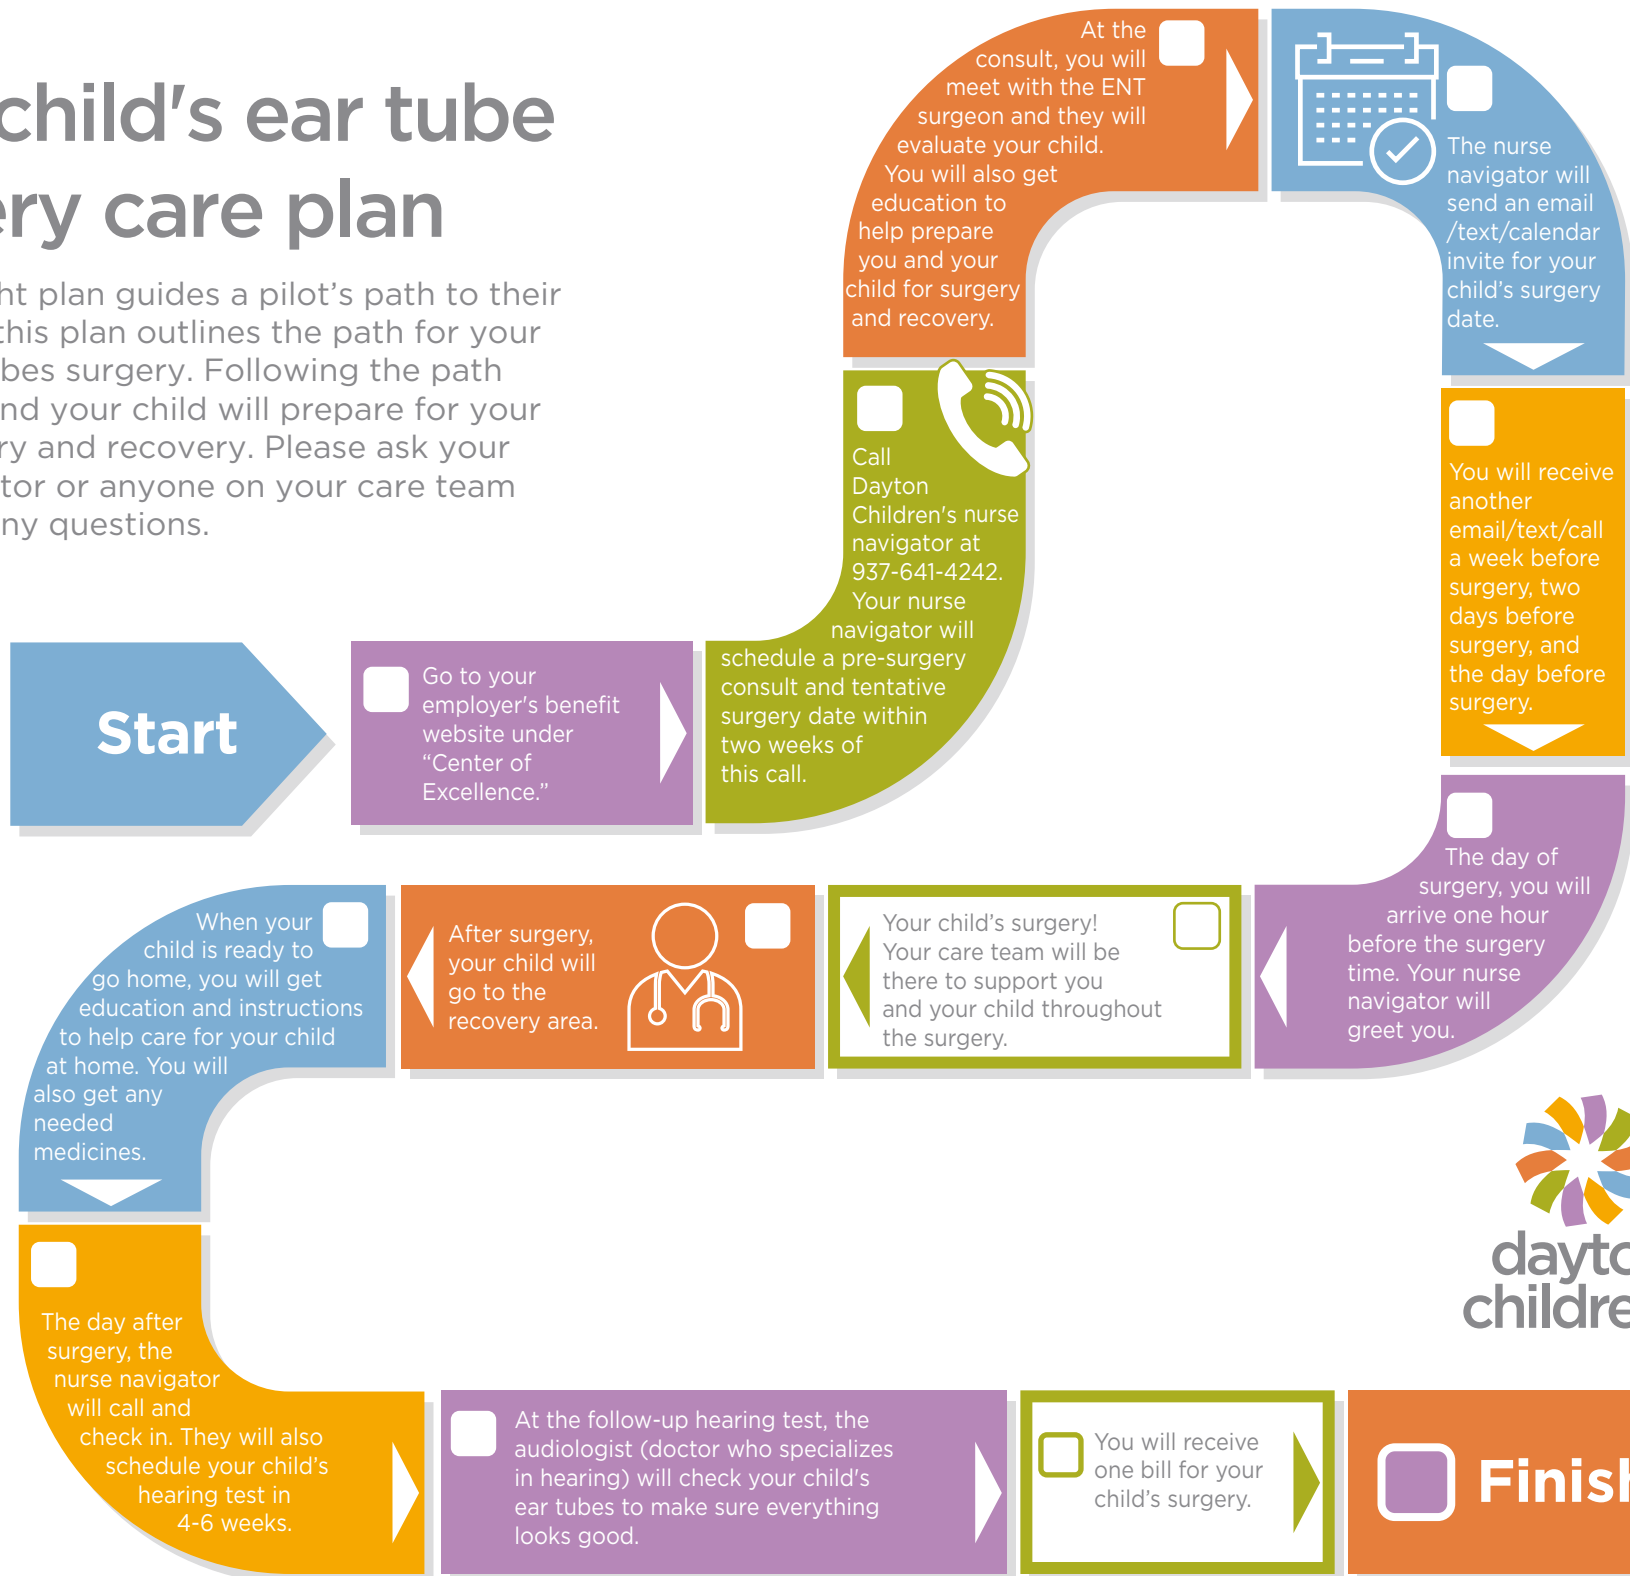 child's ear tube
ery care plan
ht plan guides a pilot’s path to their
this plan outlines the path for your
bes surgery. Following the path
nd your child will prepare for your
ry and recovery. Please ask your
tor or anyone on your care team
ny questions.
Start
Go to your
employer's benefit
website under
“Center of
Excellence.”
Call
Dayton
Children's nurse
navigator at
937-641-4242.
Your nurse
navigator will
schedule a pre-surgery
consult and tentative
surgery date within
two weeks of
this call.
At the
consult, you will
meet with the ENT
surgeon and they will
evaluate your child.
You will also get
education to
help prepare
you and your
child for surgery
and recovery.
The nurse
navigator will
send an email
/text/calendar
invite for your
child’s surgery
date.
You will receive
another
email/text/call
a week before
surgery, two
days before
surgery, and
the day before
surgery.
The day of
surgery, you will
arrive one hour
before the surgery
time. Your nurse
navigator will
greet you.
Your child’s surgery!
Your care team will be
there to support you
and your child throughout
the surgery.
After surgery,
your child will
go to the
recovery area.
When your
child is ready to
go home, you will get
education and instructions
to help care for your child
at home. You will
also get any
needed
medicines.
The day after
surgery, the
nurse navigator
will call and
check in. They will also
schedule your child’s
hearing test in
4-6 weeks.
At the follow-up hearing test, the
audiologist (doctor who specializes
in hearing) will check your child's
ear tubes to make sure everything
looks good.
You will receive
one bill for your
child’s surgery.
Finish
dayto
childre